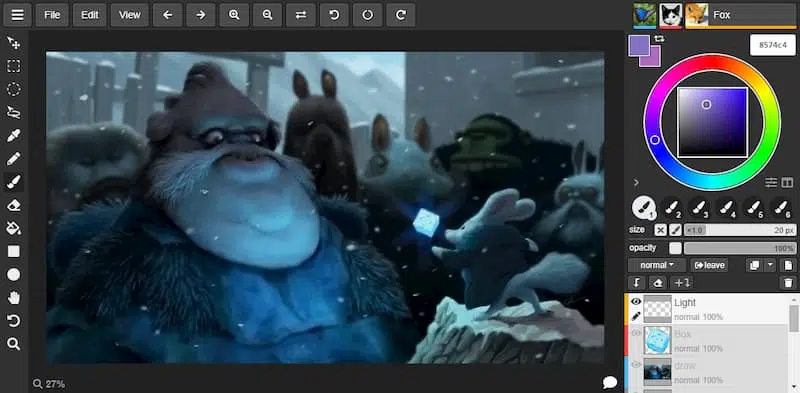 File Edit View
Fox
8574c4
1 2 3 4 5 6
size ×1.0 20 px
opacity 100%
normal leave
Light
normal 100%
Box
normal 100%
draw
normal 100%
27%